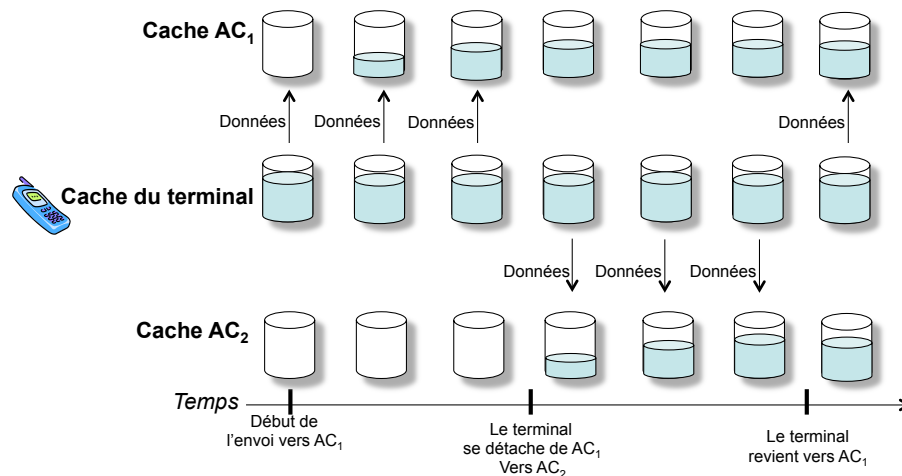 Cache AC1
Données Données Données Données
Cache du terminal
Données Données Données
Cache AC2
Temps
Début de
l'envoi vers AC1
Le terminal
se détache de AC1
Vers AC2
Le terminal
revient vers AC1